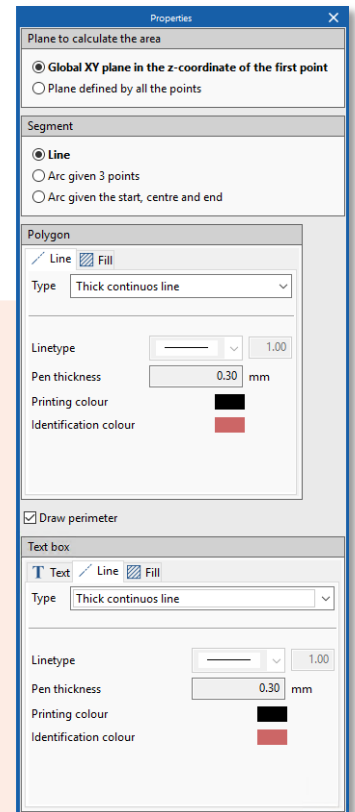 Properties
Plane to calculate the area
Global XY plane in the z-coordinate of the first point
Plane defined by all the points
Segment
Line
Arc given 3 points
Arc given the start, centre and end
Polygon
Line Fill
Type Thick continuos line
Linetype 1.00
Pen thickness 0.30 mm
Printing colour
Identification colour
Draw perimeter
Text box
T Text Line Fill
Type Thick continuos line
Linetype 1.00
Pen thickness 0.30 mm
Printing colour
Identification colour